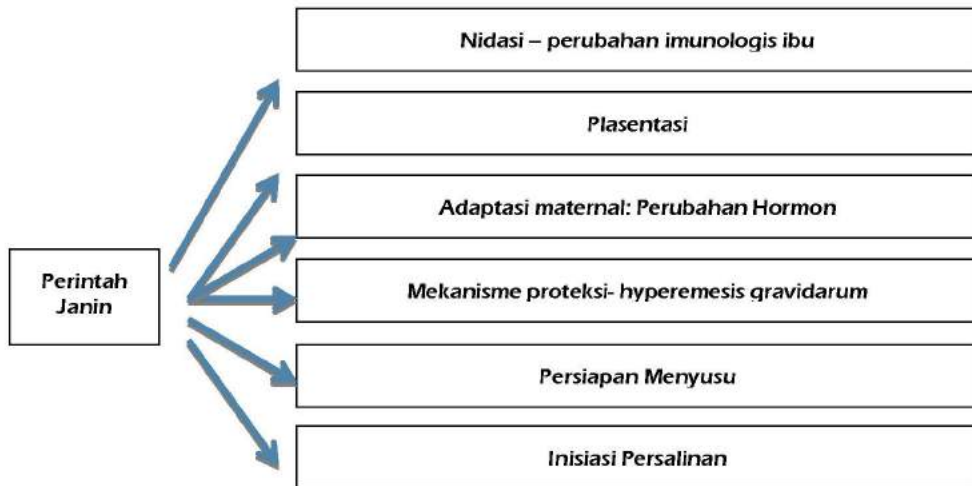 Nidasi – perubahan imunologis ibu
Plasentasi
Adaptasi maternal: Perubahan Hormon
Perintah
Janin
Mekanisme proteksi- hyperemesis gravidarum
Persiapan Menyusu
Inisiasi Persalinan